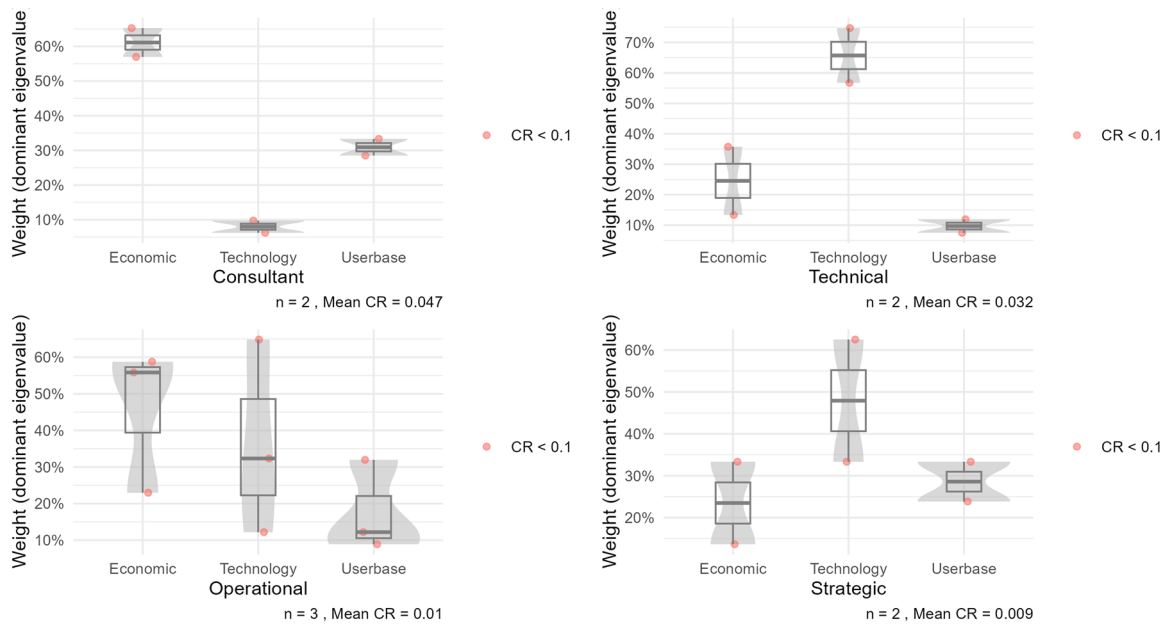 Weight (dominant eigenvalue
60%
50%
40%
30%
20%
10%
Economic Technology Userbase
Consultant
n = 2 , Mean CR = 0.047
CR < 0.1
Weight (dominant eigenvalue
70%
60%
50%
40%
30%
20%
10%
Economic Technology Userbase
Technical
n = 2 , Mean CR = 0.032
CR < 0.1
Weight (dominant eigenvalue)
60%
50%
40%
30%
20%
10%
Economic Technology Userbase
Operational
n = 3 , Mean CR = 0.01
CR < 0.1
Weight (dominant eigenvalue)
60%
50%
40%
30%
20%
Economic Technology Userbase
Strategic
n = 2 , Mean CR = 0.009
CR < 0.1